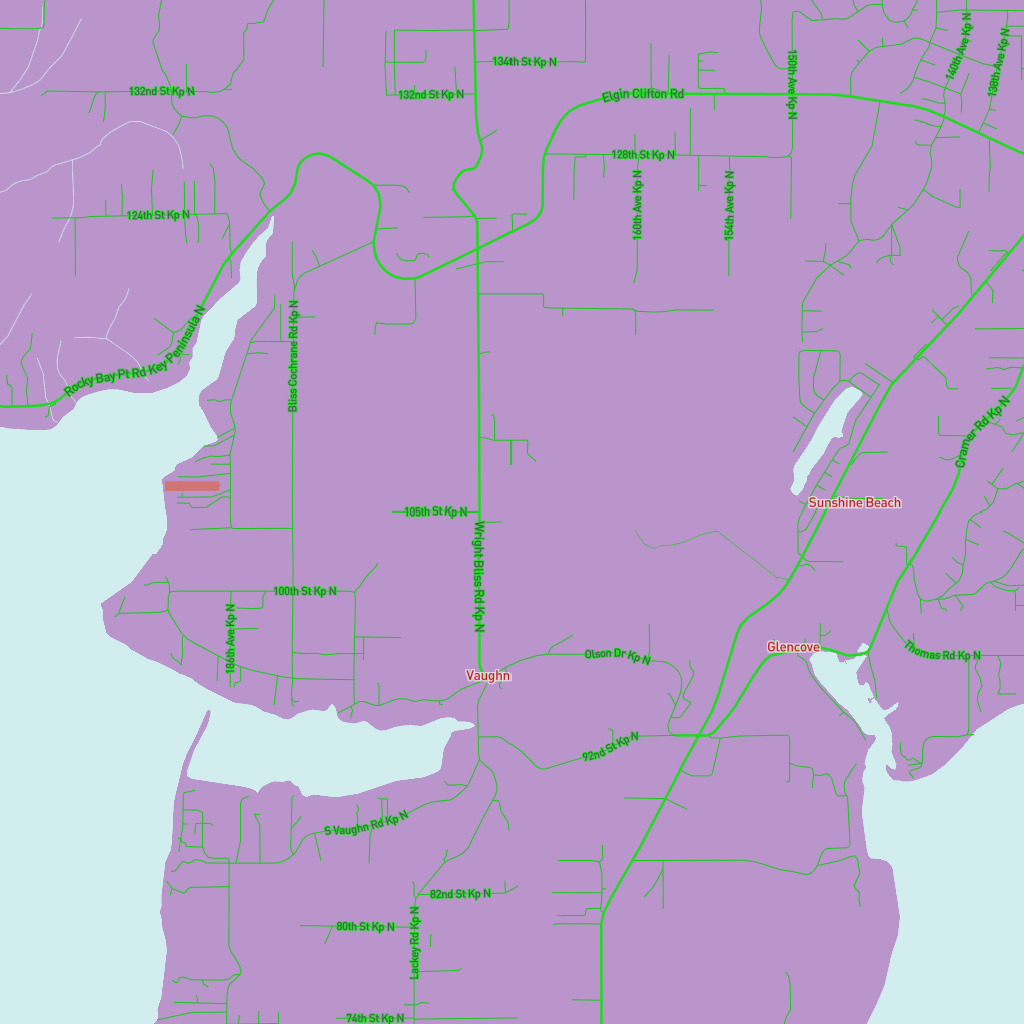 140th Ave Kp N
138th Ave Kp N
134th St Kp N
150th Ave Kp N
132nd St Kp N
132nd St Kp N
Elgin Clifton Rd
128th St Kp N
160th Ave Kp N
154th Ave Kp N
124th St Kp N
Rocky Bay Pt Rd Key Peninsula N
Bliss Cochrane Rd Kp N
Cramer Rd Kp N
Sunshine Beach
105th St Kp N
Wright Bliss Rd Kp N
100th St Kp N
186th Ave Kp N
Glencove
Olson Dr Kp N
Thomas Rd Kp N
Vaughn
92nd St Kp N
S Vaughn Rd Kp N
82nd St Kp N
80th St Kp N
Lackey Rd Kp N
74th St Kp N